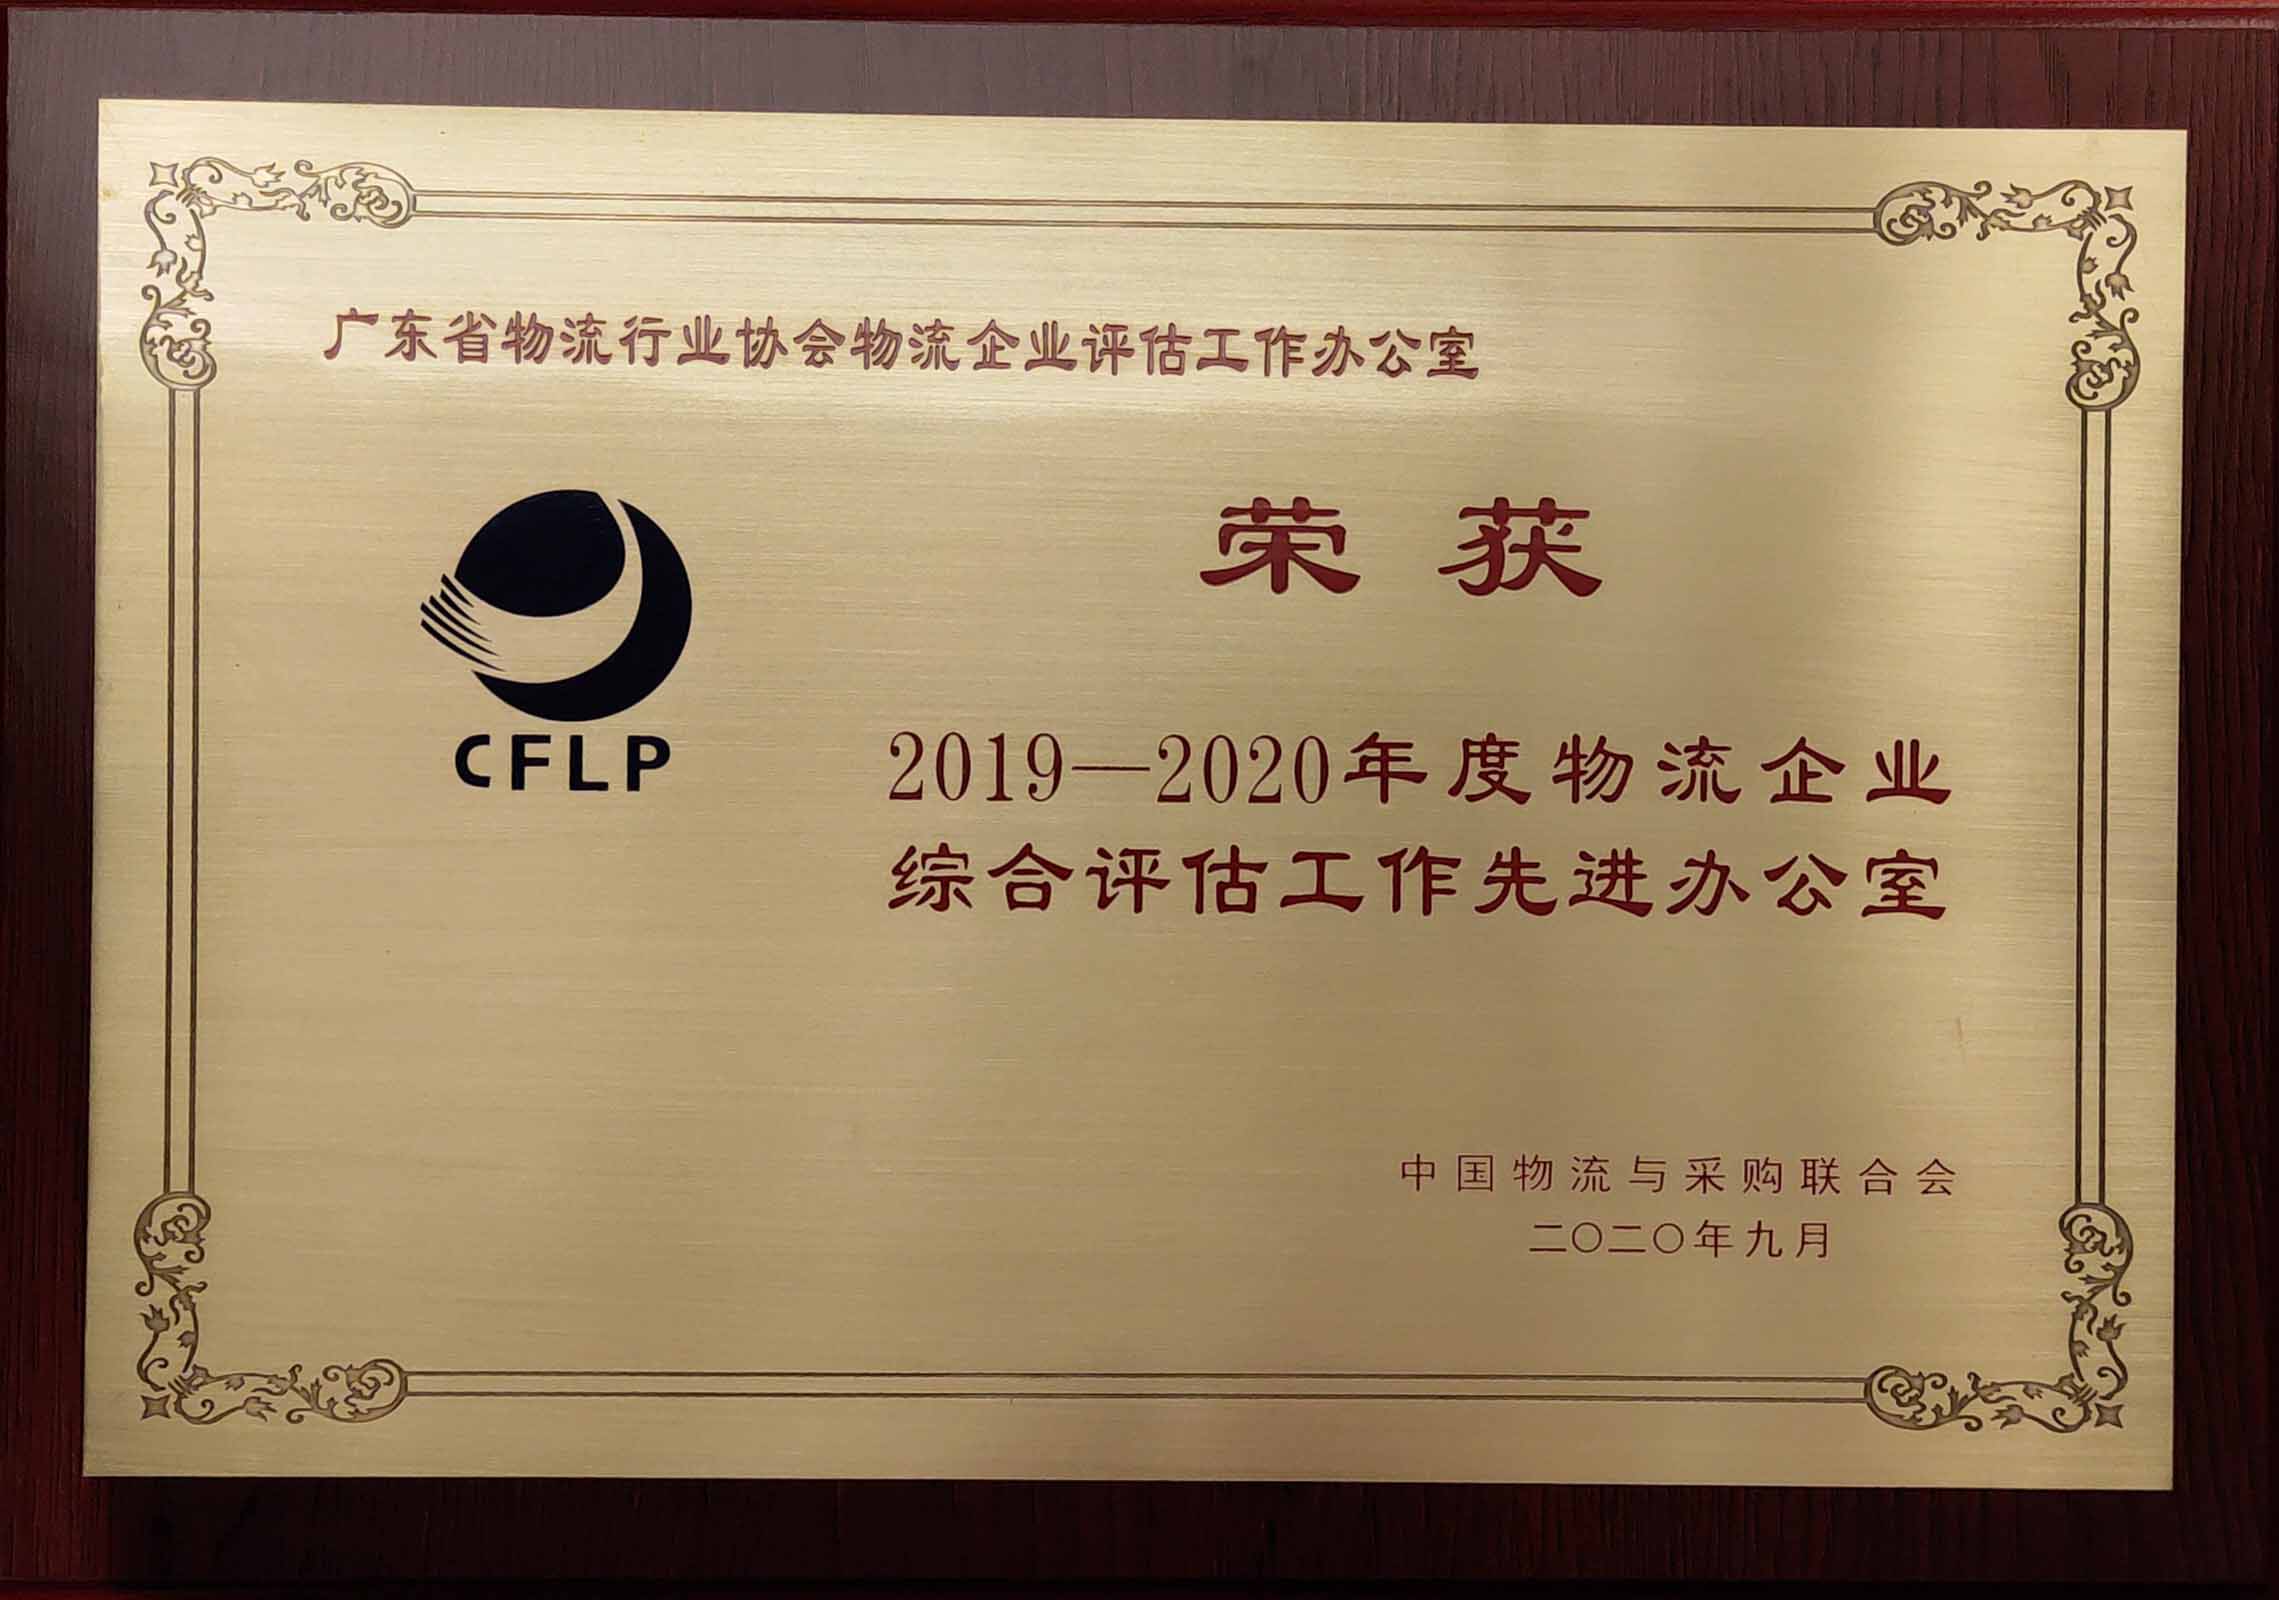 广东省物流行业协会物流企业评估工作办公室
荣获
CFLP
2019—2020年度物流企业
综合评估工作先进办公室
中国物流与采购联合会
二〇二〇年九月